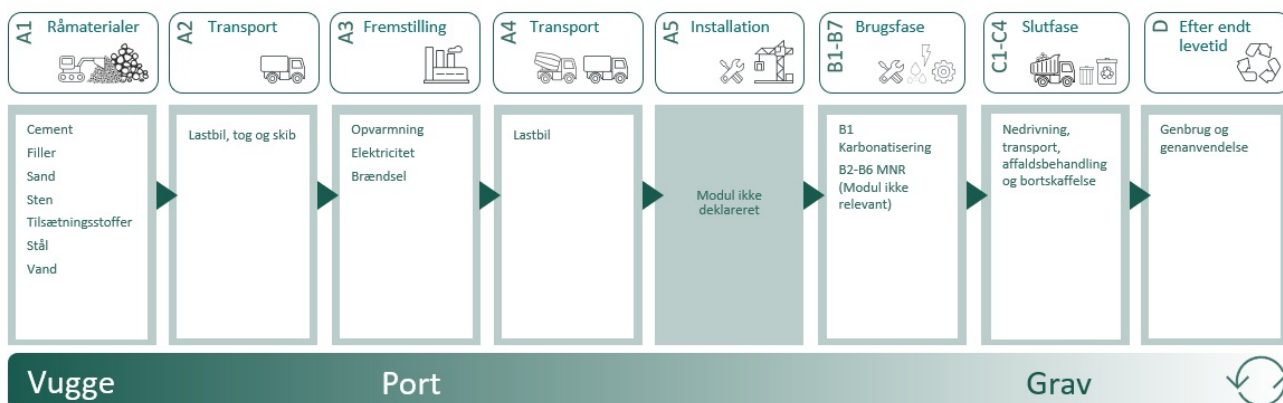 A1
Råmaterialer
A2
Transport
A3
Fremstilling
A4
Transport
A5
Installation
B1-B7
Brugsfase
C1-C4
Slutfase
D
Efter endt
levetid
Cement
Filler
Sand
Sten
Tilsætningsstoffer
Stål
Vand
Lastbil, tog og skib
Opvarmning
Elektricitet
Brændsel
Lastbil
Modul ikke
deklareret
B1
Karbonatisering
B2-B6 MNR
(Modul ikke
relevant)
Nedrivning,
transport,
affaldsbehandling
og bortskaffelse
Genbrug og
genanvendelse
Vugge
Port
Grav